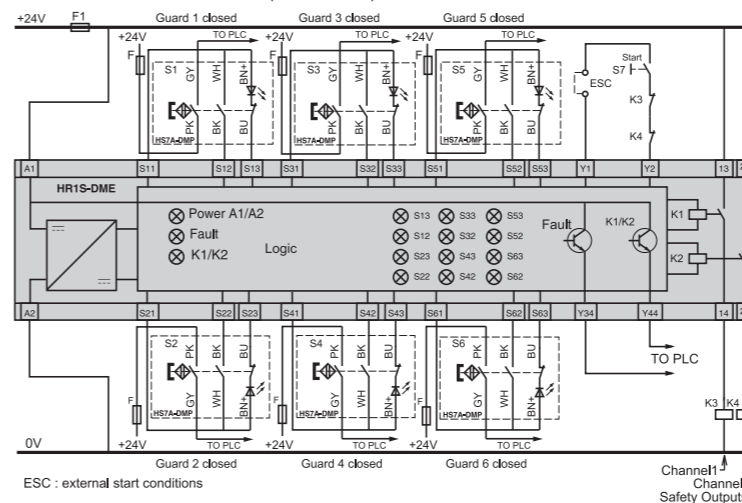 Guard 1 closed Guard 3 closed Guard 5 closed
+24V F1 +24V TO PLC +24V TO PLC +24V TO PLC
F S1 GY WH BN+ F S3 GY WH BN+ F S5 GY WH BN+
Start
S7
ESC
K3
K4
HS7A-DMP PK BK BU HS7A-DMP PK BK BU HS7A-DMP PK BK BU
A1 S11 S12 S13 S31 S32 S33 S51 S52 S53 Y1 Y2 13
HR1S-DME
Power A1/A2
Fault
K1/K2
Logic
S13 S33 S53
S12 S32 S52
S23 S43 S63
S22 S42 S62
Fault K1/K2
K1
K2
A2 S21 S22 S23 S41 S42 S43 S61 S62 S63 Y34 Y44 14
S2 PK BK BU S4 PK BK BU S6 PK BK BU
TO PLC
F HS7A-DMP GY WH BN+ F HS7A-DMP GY WH BN+ F HS7A-DMP GY WH BN+
K3 K4
0V +24V TO PLC +24V TO PLC +24V TO PLC
Guard 2 closed Guard 4 closed Guard 6 closed
ESC : external start conditions
Channel1
Channel
Safety Output